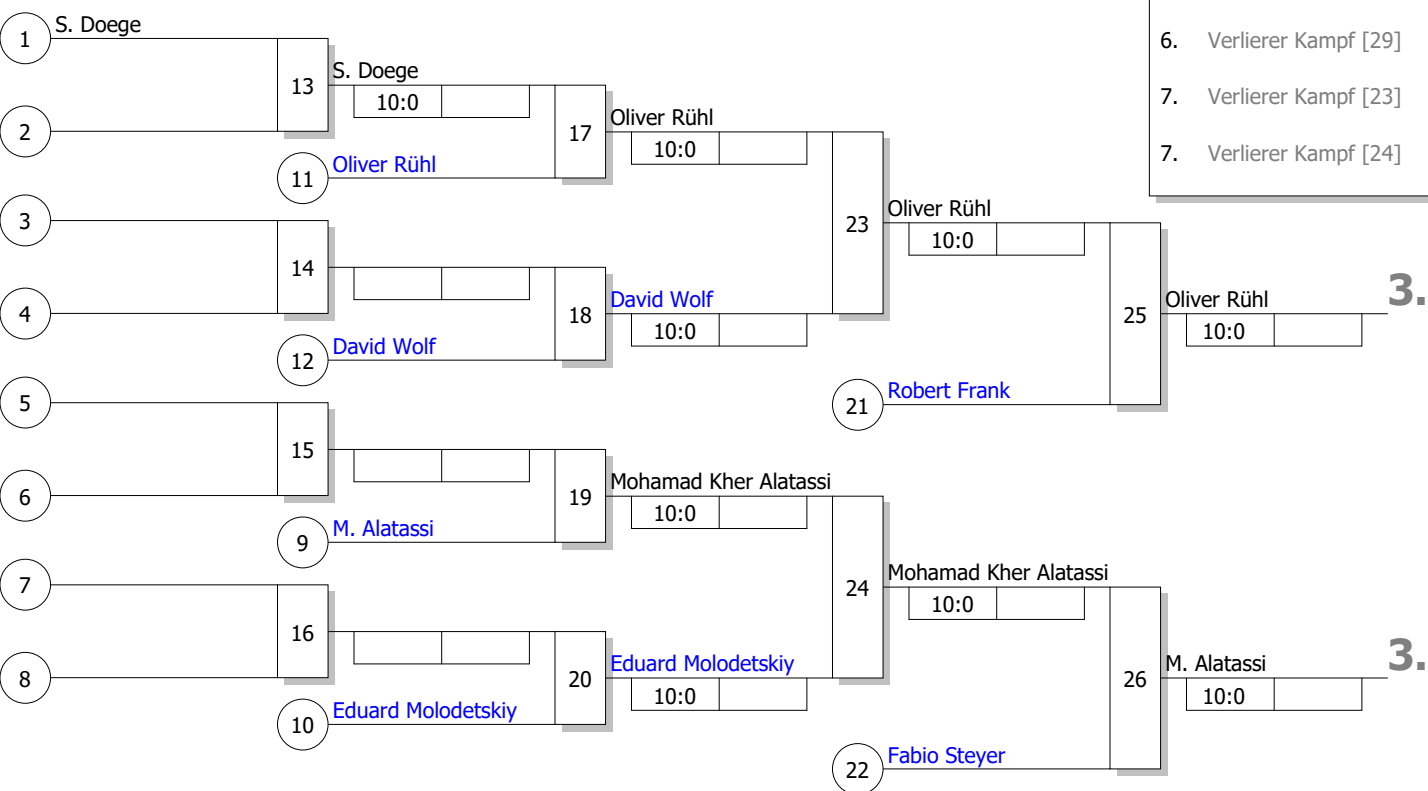 1
S. Doege
2
13
S. Doege
10:0
11
Oliver Rühl
17
Oliver Rühl
10:0
3
4
14
12
David Wolf
18
David Wolf
10:0
23
Oliver Rühl
10:0
21
Robert Frank
25
Oliver Rühl
10:0
3.
5
6
15
9
M. Alatassi
19
Mohamad Kher Alatassi
10:0
7
8
16
10
Eduard Molodetskiy
20
Eduard Molodetskiy
10:0
24
Mohamad Kher Alatassi
10:0
22
Fabio Steyer
26
M. Alatassi
10:0
3.
6. Verlierer Kampf [29]
7. Verlierer Kampf [23]
7. Verlierer Kampf [24]